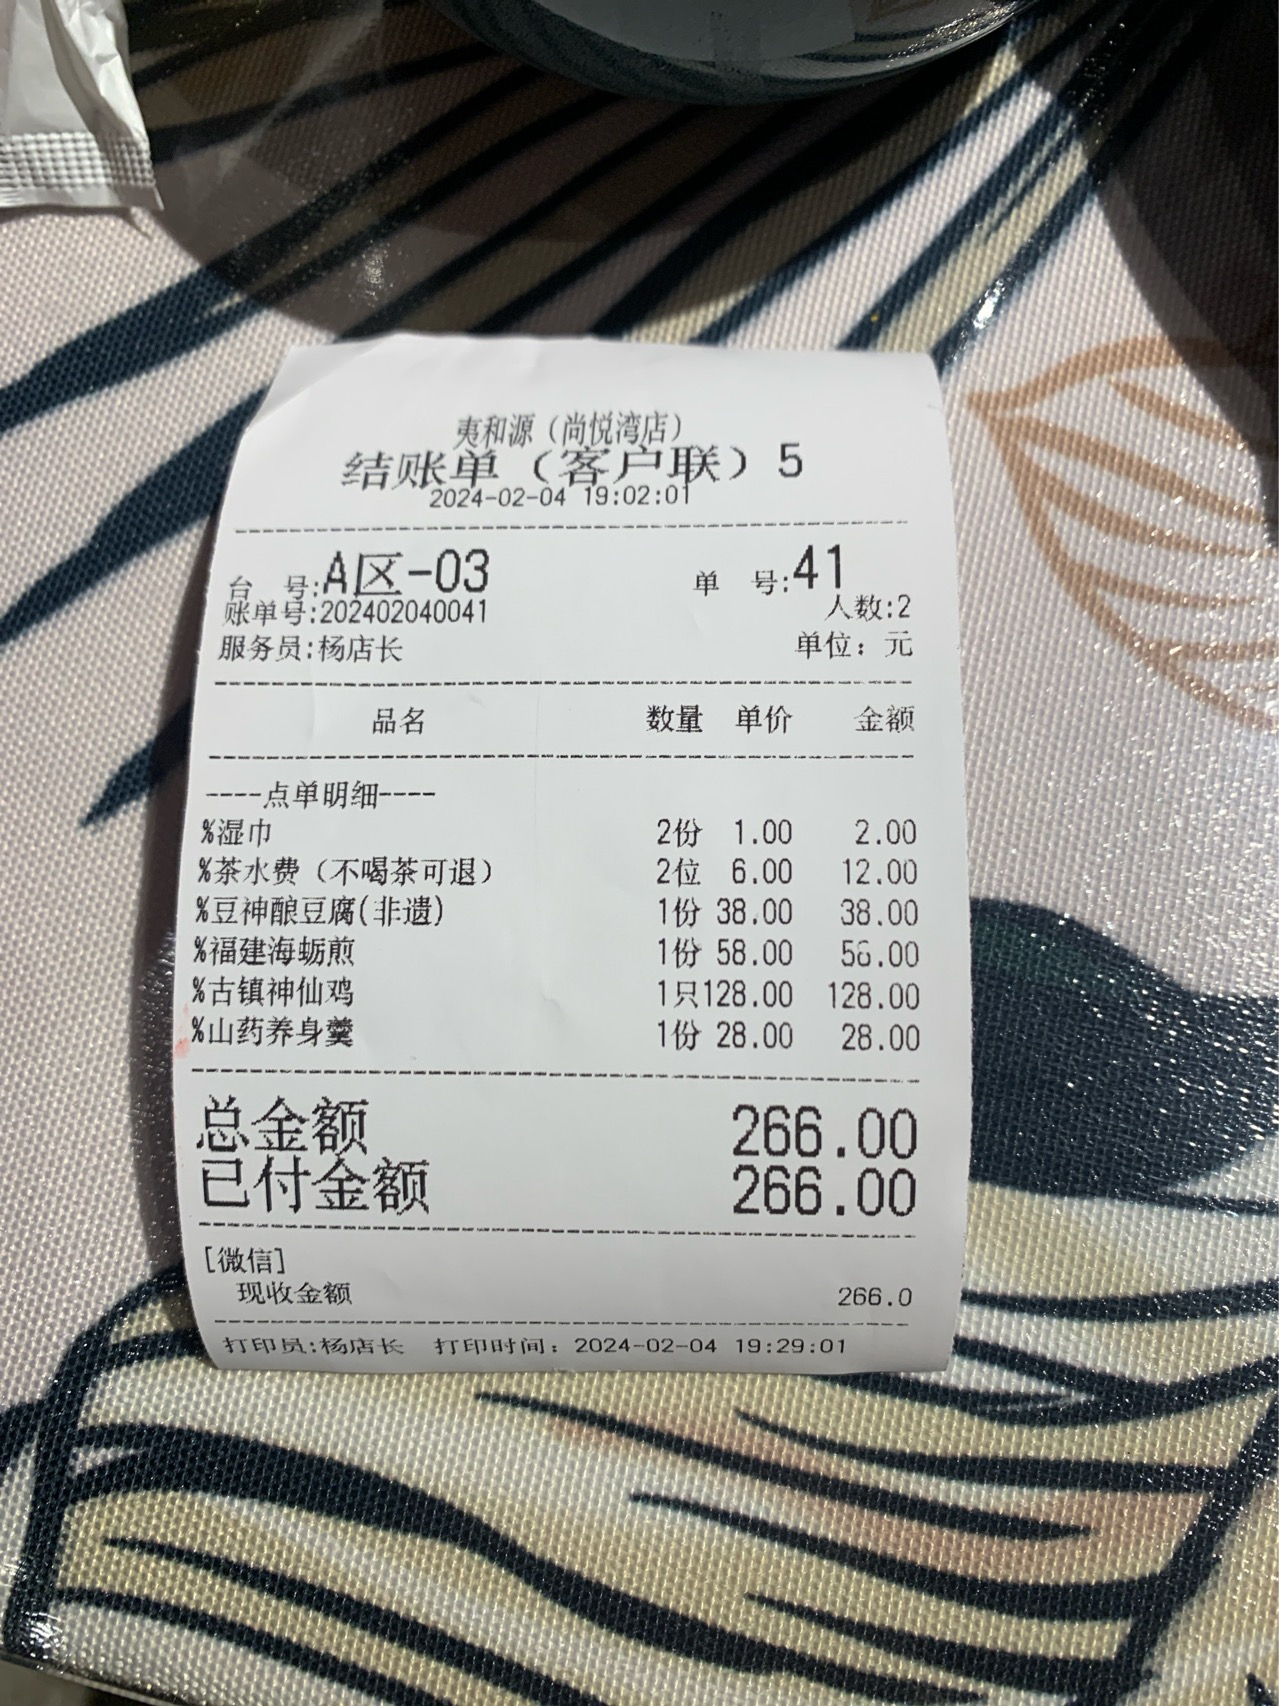 夷和源（尚悦湾店）
结账单（客户联）5
2024-02-04 19:02:01
台 号:A区-03 单 号:41
账单号:202402040041 人数:2
服务员:杨店长 单位：元
品名 数量 单价 金额
----点单明细----
%湿巾 2份 1.00 2.00
%茶水费（不喝茶可退） 2位 6.00 12.00
%豆神酿豆腐(非遗) 1份 38.00 38.00
%福建海蛎煎 1份 58.00 58.00
%古镇神仙鸡 1只128.00 128.00
%山药养身羹 1份 28.00 28.00
总金额 266.00
已付金额 266.00
[微信]
现收金额 266.0
打印员:杨店长 打印时间：2024-02-04 19:29:01